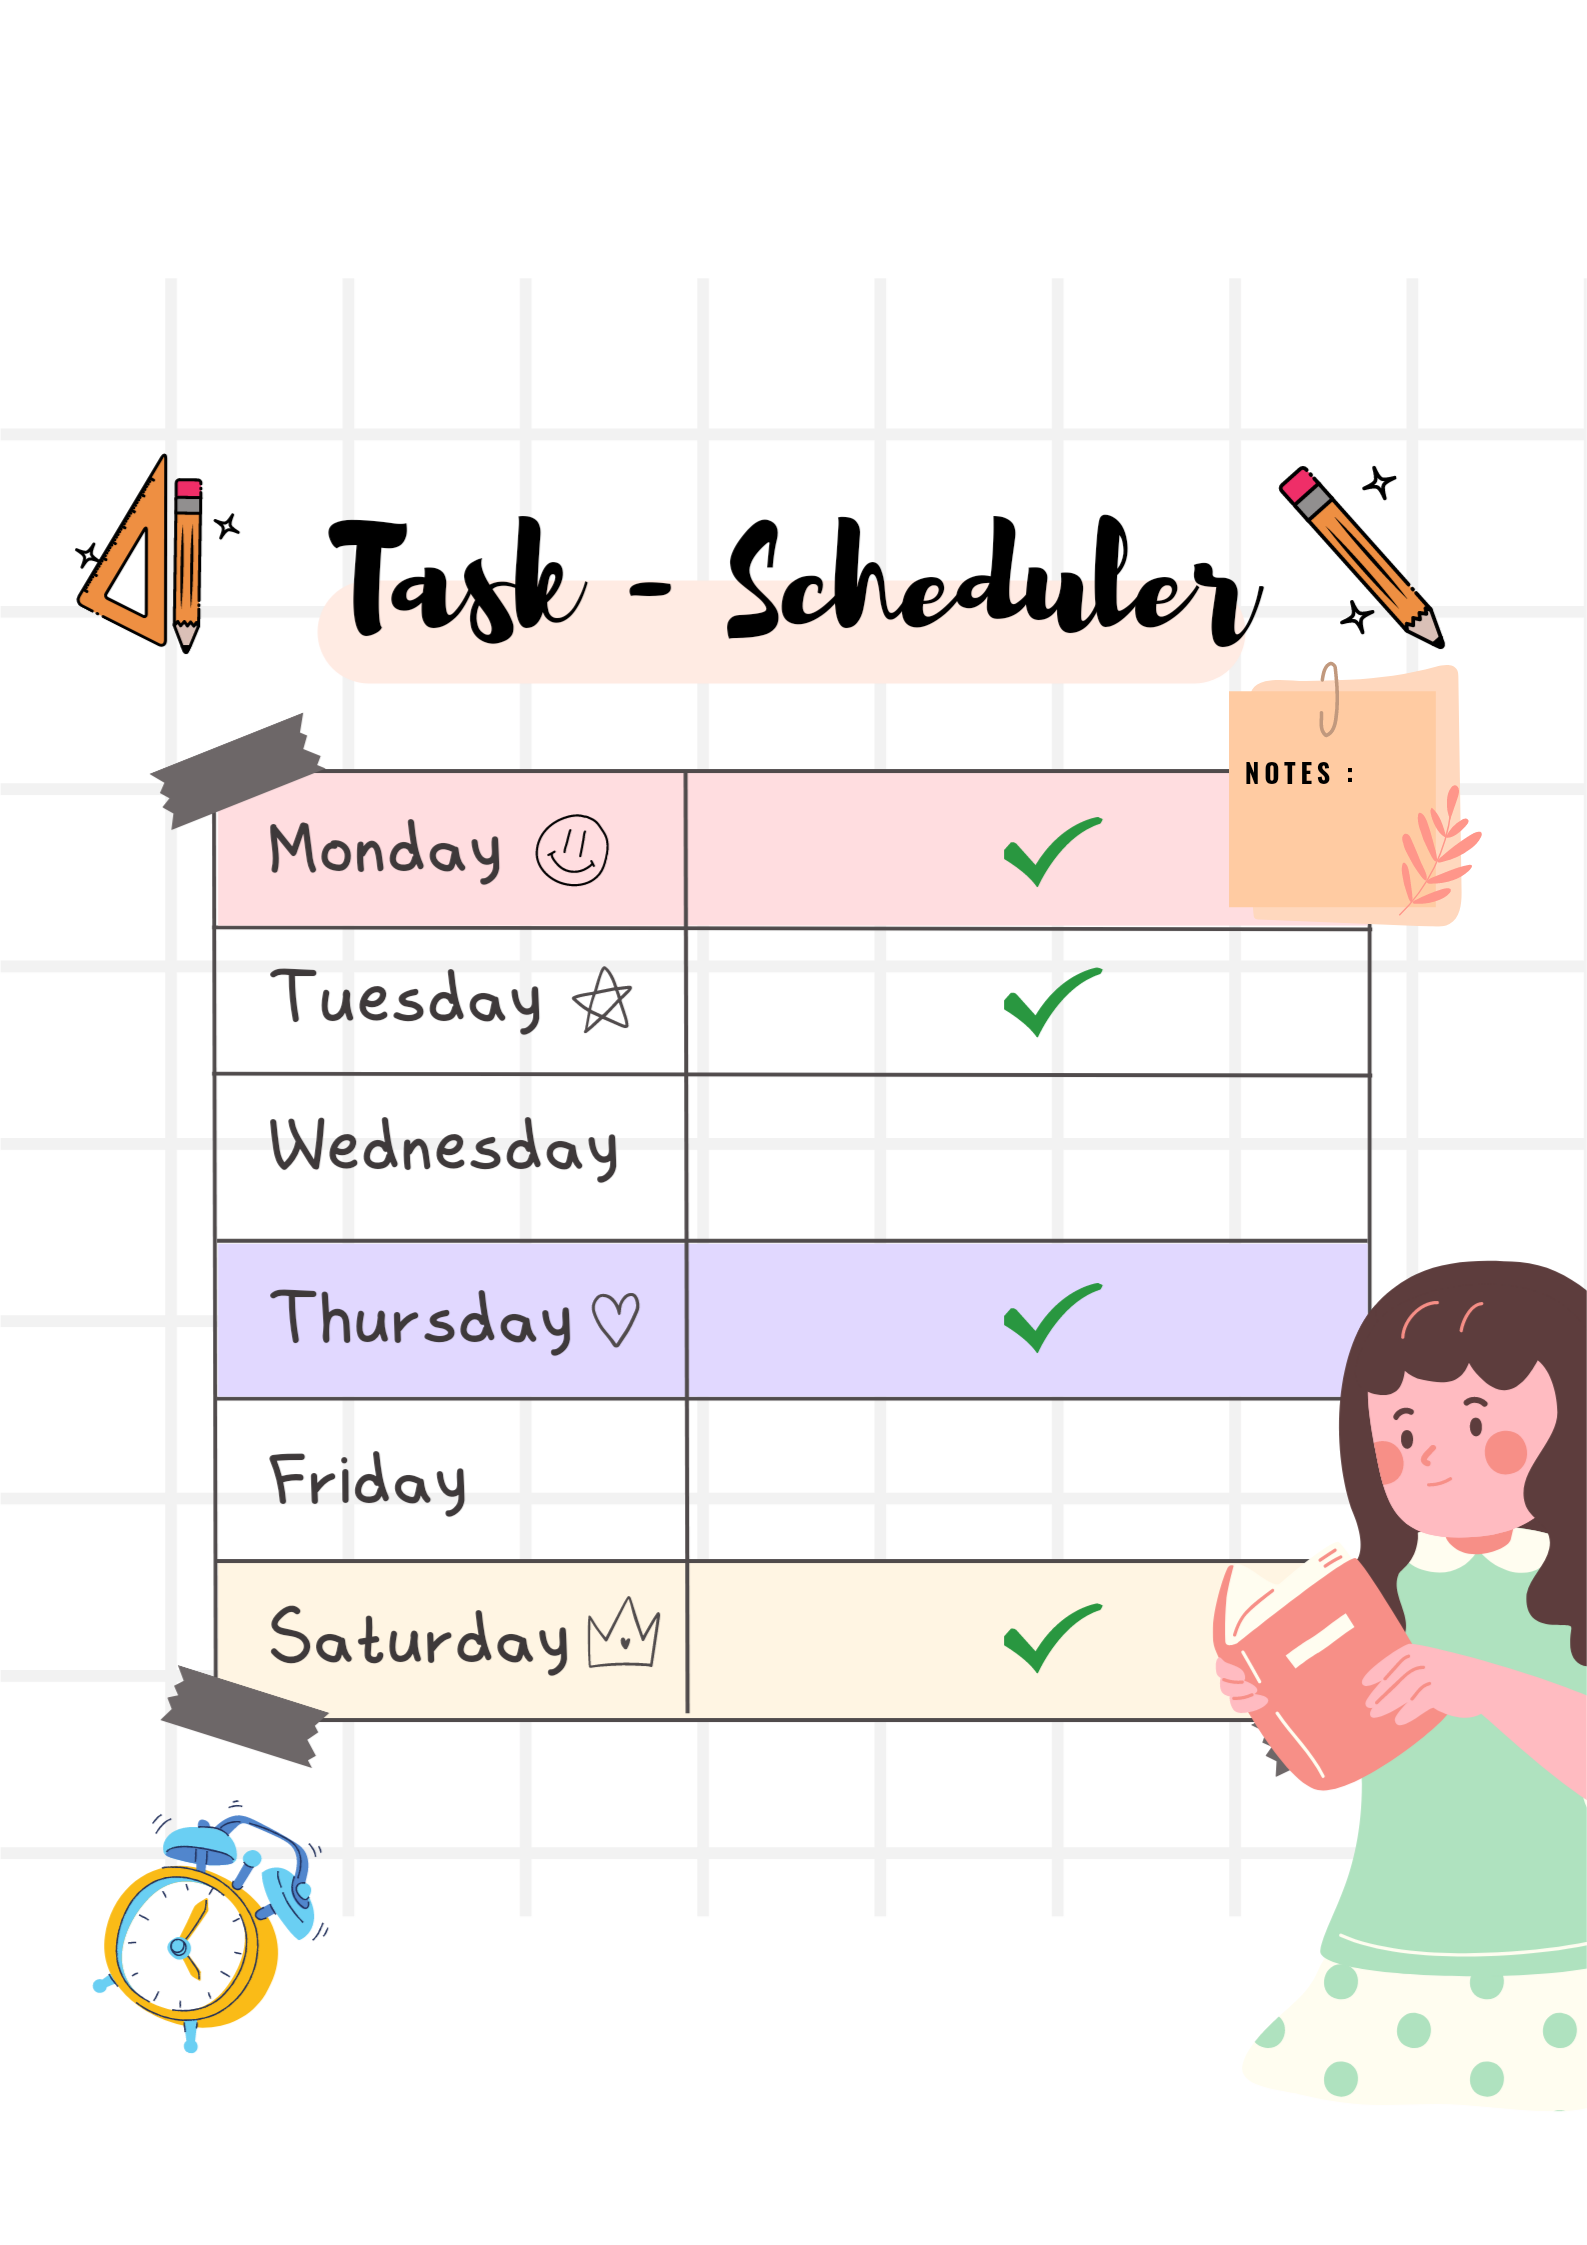 Task - Scheduler
NOTES :
Monday
Tuesday
Wednesday
Thursday
Friday
Saturday